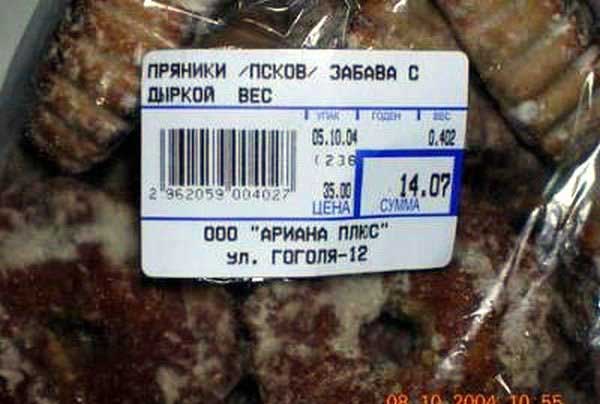 ПРЯНИКИ /ПСКОВ/ ЗАБАВА С
ДЫРКОЙ ВЕС
УПАК ГОДЕН ВЕС
05.10.04 0.402
(236
2 962059 004027
35.00 14.07
ЦЕНА СУММА
ООО "АРИАНА ПЛЮС"
ул. ГОГОЛЯ-12
08 10 2004 10 55